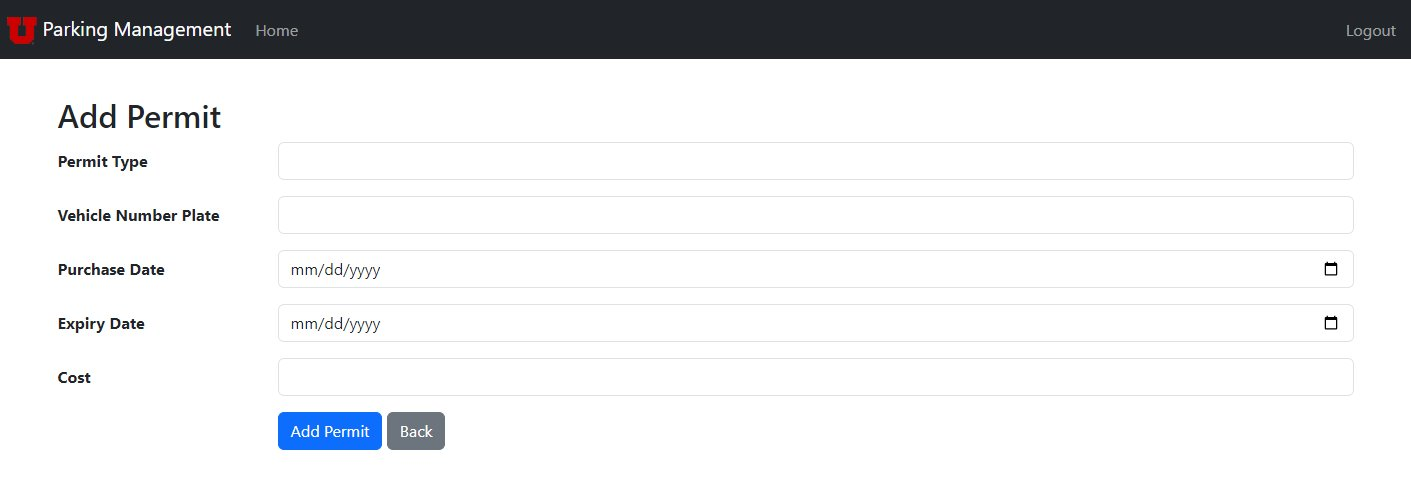 U Parking Management Home Logout
Add Permit
Permit Type
Vehicle Number Plate
Purchase Date mm/dd/yyyy
Expiry Date mm/dd/yyyy
Cost
Add Permit Back